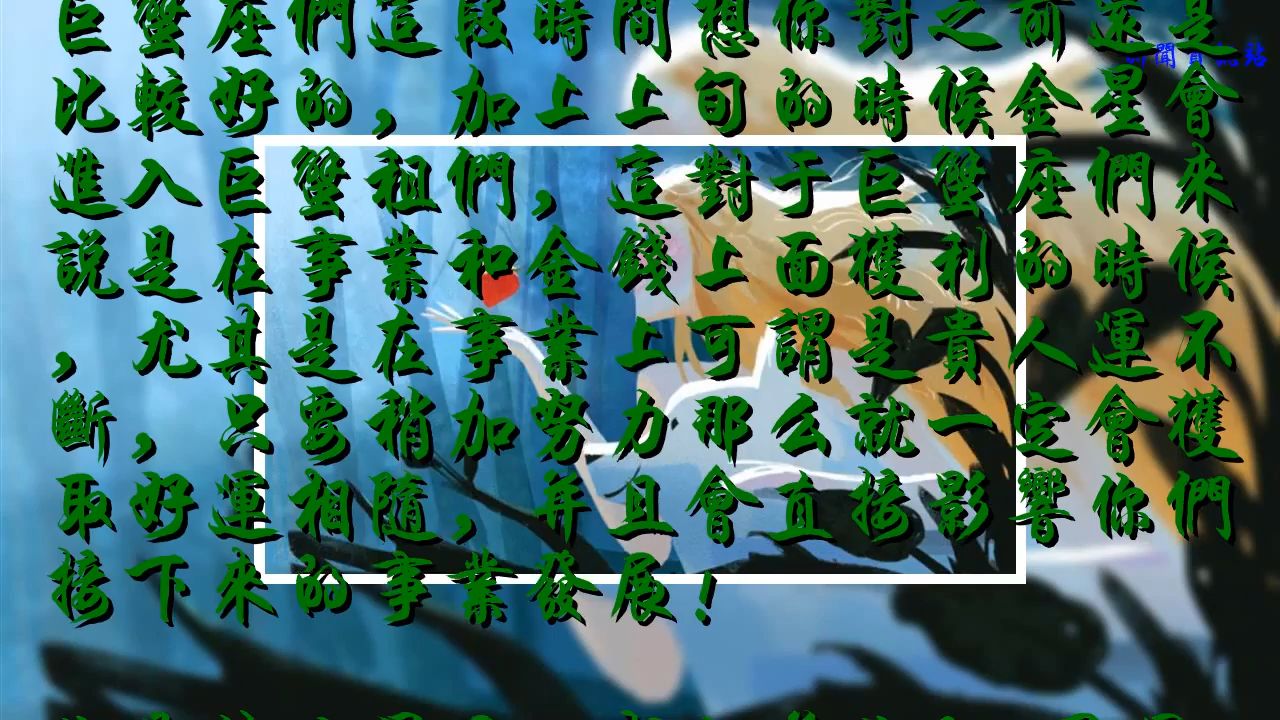 巨蟹座們這段時間想你對之前還是
比較好的，加上上旬的時候金星會
進入巨蟹祖們，這對于巨蟹座們來
說是在事業和金錢上面獲利的時候
，尤其是在事業上可謂是貴人運不
斷，只要稍加努力那么就一定會獲
取好運相隨，并且會直接影響你們
接下來的事業發展！